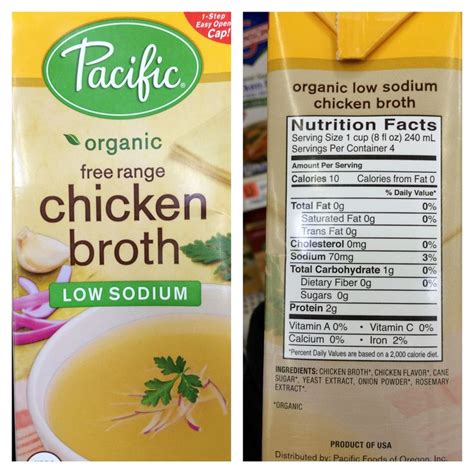 1-Step
Easy Open
Cap!
Pacific®
organic
free range
chicken
broth
LOW SODIUM
organic low sodium
chicken broth
Nutrition Facts
Serving Size 1 cup (8 fl oz) 240 mL
Servings Per Container 4
Amount Per Serving
Calories 10 Calories from Fat 0
% Daily Value*
Total Fat 0g 0%
Saturated Fat 0g 0%
Trans Fat 0g
Cholesterol 0mg 0%
Sodium 70mg 3%
Total Carbohydrate 1g 0%
Dietary Fiber 0g 0%
Sugars 0g
Protein 2g
Vitamin A 0% • Vitamin C 0%
Calcium 0% • Iron 2%
*Percent Daily Values are based on a 2,000 calorie diet.
INGREDIENTS: CHICKEN BROTH*, CHICKEN FLAVOR*, CANE
SUGAR*, YEAST EXTRACT, ONION POWDER*, ROSEMARY
EXTRACT*.
*ORGANIC
PRODUCT OF USA
Distributed by: Pacific Foods of Oregon, Inc.